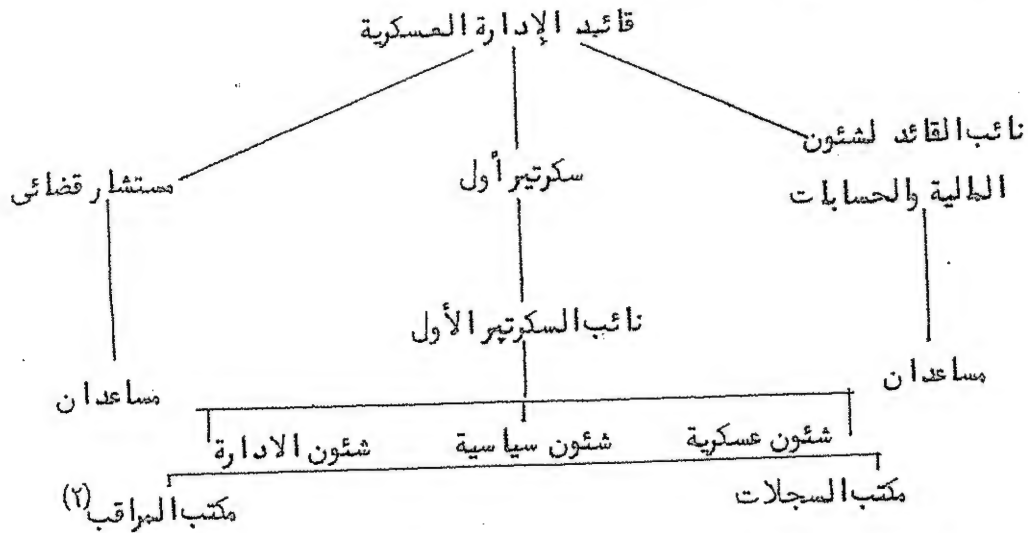 قائد الإدارة العسكرية
نائب القائد لشئون
المالية والحسابات
سكرتير أول
مستشار قضائى
نائب السكرتير الأول
مساعدان
مساعدان
شئون عسكرية
شئون سياسية
شئون الادارة
مكتب السجلات
مكتب المراقب (٢)